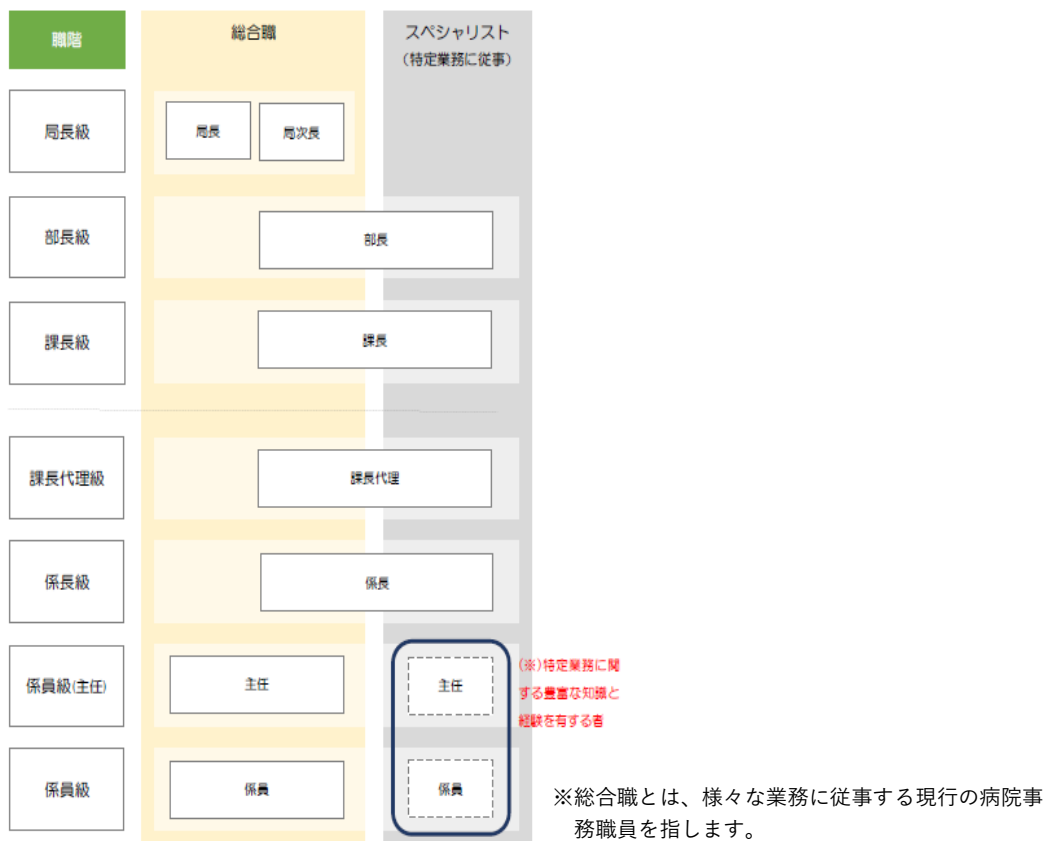 職階
総合職
スペシャリスト
(特定業務に従事)
局長級
局長
局次長
部長級
部長
課長級
課長
課長代理級
課長代理
係長級
係長
係員級(主任)
主任
主任
(※)特定業務に関
する豊富な知識と
経験を有する者
係員級
係員
係員
※総合職とは、様々な業務に従事する現行の病院事
務職員を指します。